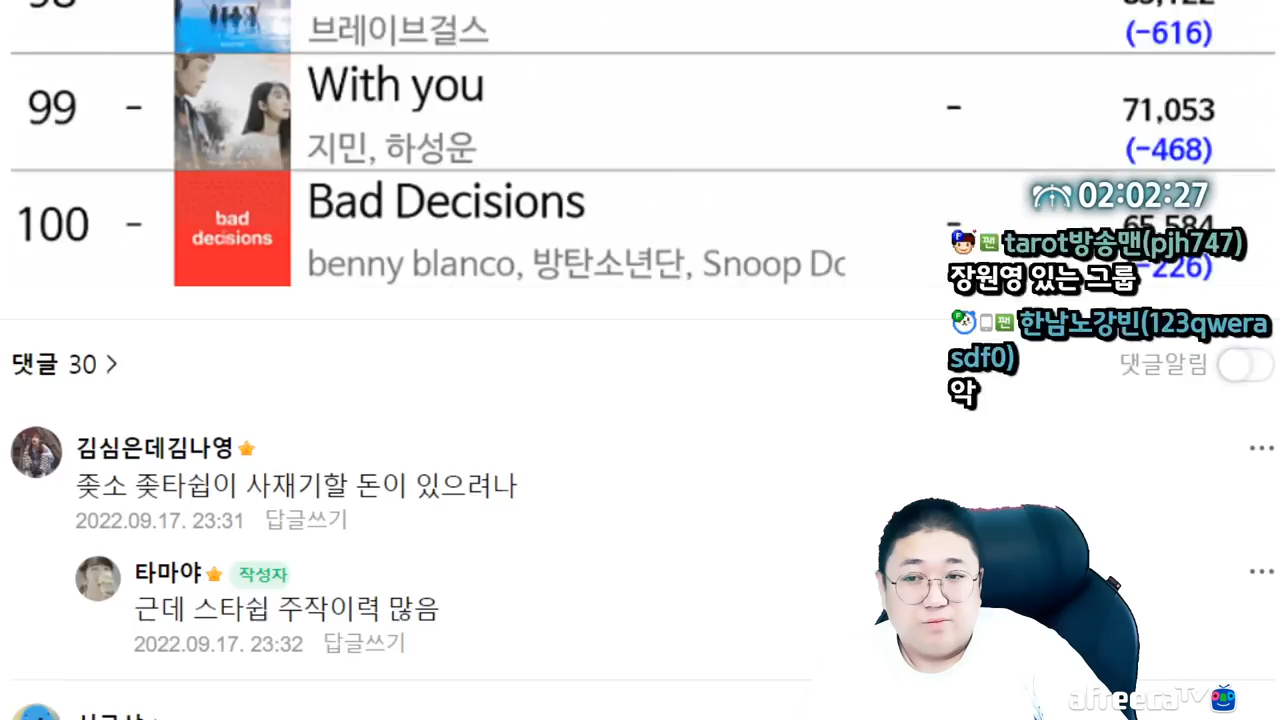 브레이브걸스
(-616)
99 - With you - 71,053
지민, 하성운
(-468)
100 - Bad Decisions - 65,584
bad
decisions
benny blanco, 방탄소년단, Snoop Do
-226)
02:02:27
tarot방송맨(pjh747)
장원영 있는 그룹
한남노강빈(123qwera
sdf0)
악
댓글 30 >
댓글알림
김심은데김나영
좆소 좆타쉽이 사재기할 돈이 있으려나
2022.09.17. 23:31 답글쓰기
타마야 작성자
근데 스타쉽 주작이력 많음
2022.09.17. 23:32 답글쓰기
afreecaTV